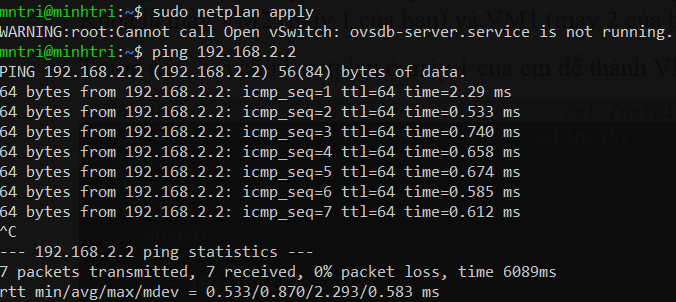 mntri@minhtri:~$ sudo netplan apply
WARNING:root:Cannot call Open vSwitch: ovsdb-server.service is not running.
mntri@minhtri:~$ ping 192.168.2.2
PING 192.168.2.2 (192.168.2.2) 56(84) bytes of data.
64 bytes from 192.168.2.2: icmp_seq=1 ttl=64 time=2.29 ms
64 bytes from 192.168.2.2: icmp_seq=2 ttl=64 time=0.533 ms
64 bytes from 192.168.2.2: icmp_seq=3 ttl=64 time=0.740 ms
64 bytes from 192.168.2.2: icmp_seq=4 ttl=64 time=0.658 ms
64 bytes from 192.168.2.2: icmp_seq=5 ttl=64 time=0.674 ms
64 bytes from 192.168.2.2: icmp_seq=6 ttl=64 time=0.585 ms
64 bytes from 192.168.2.2: icmp_seq=7 ttl=64 time=0.612 ms
^C
--- 192.168.2.2 ping statistics ---
7 packets transmitted, 7 received, 0% packet loss, time 6089ms
rtt min/avg/max/mdev = 0.533/0.870/2.293/0.583 ms